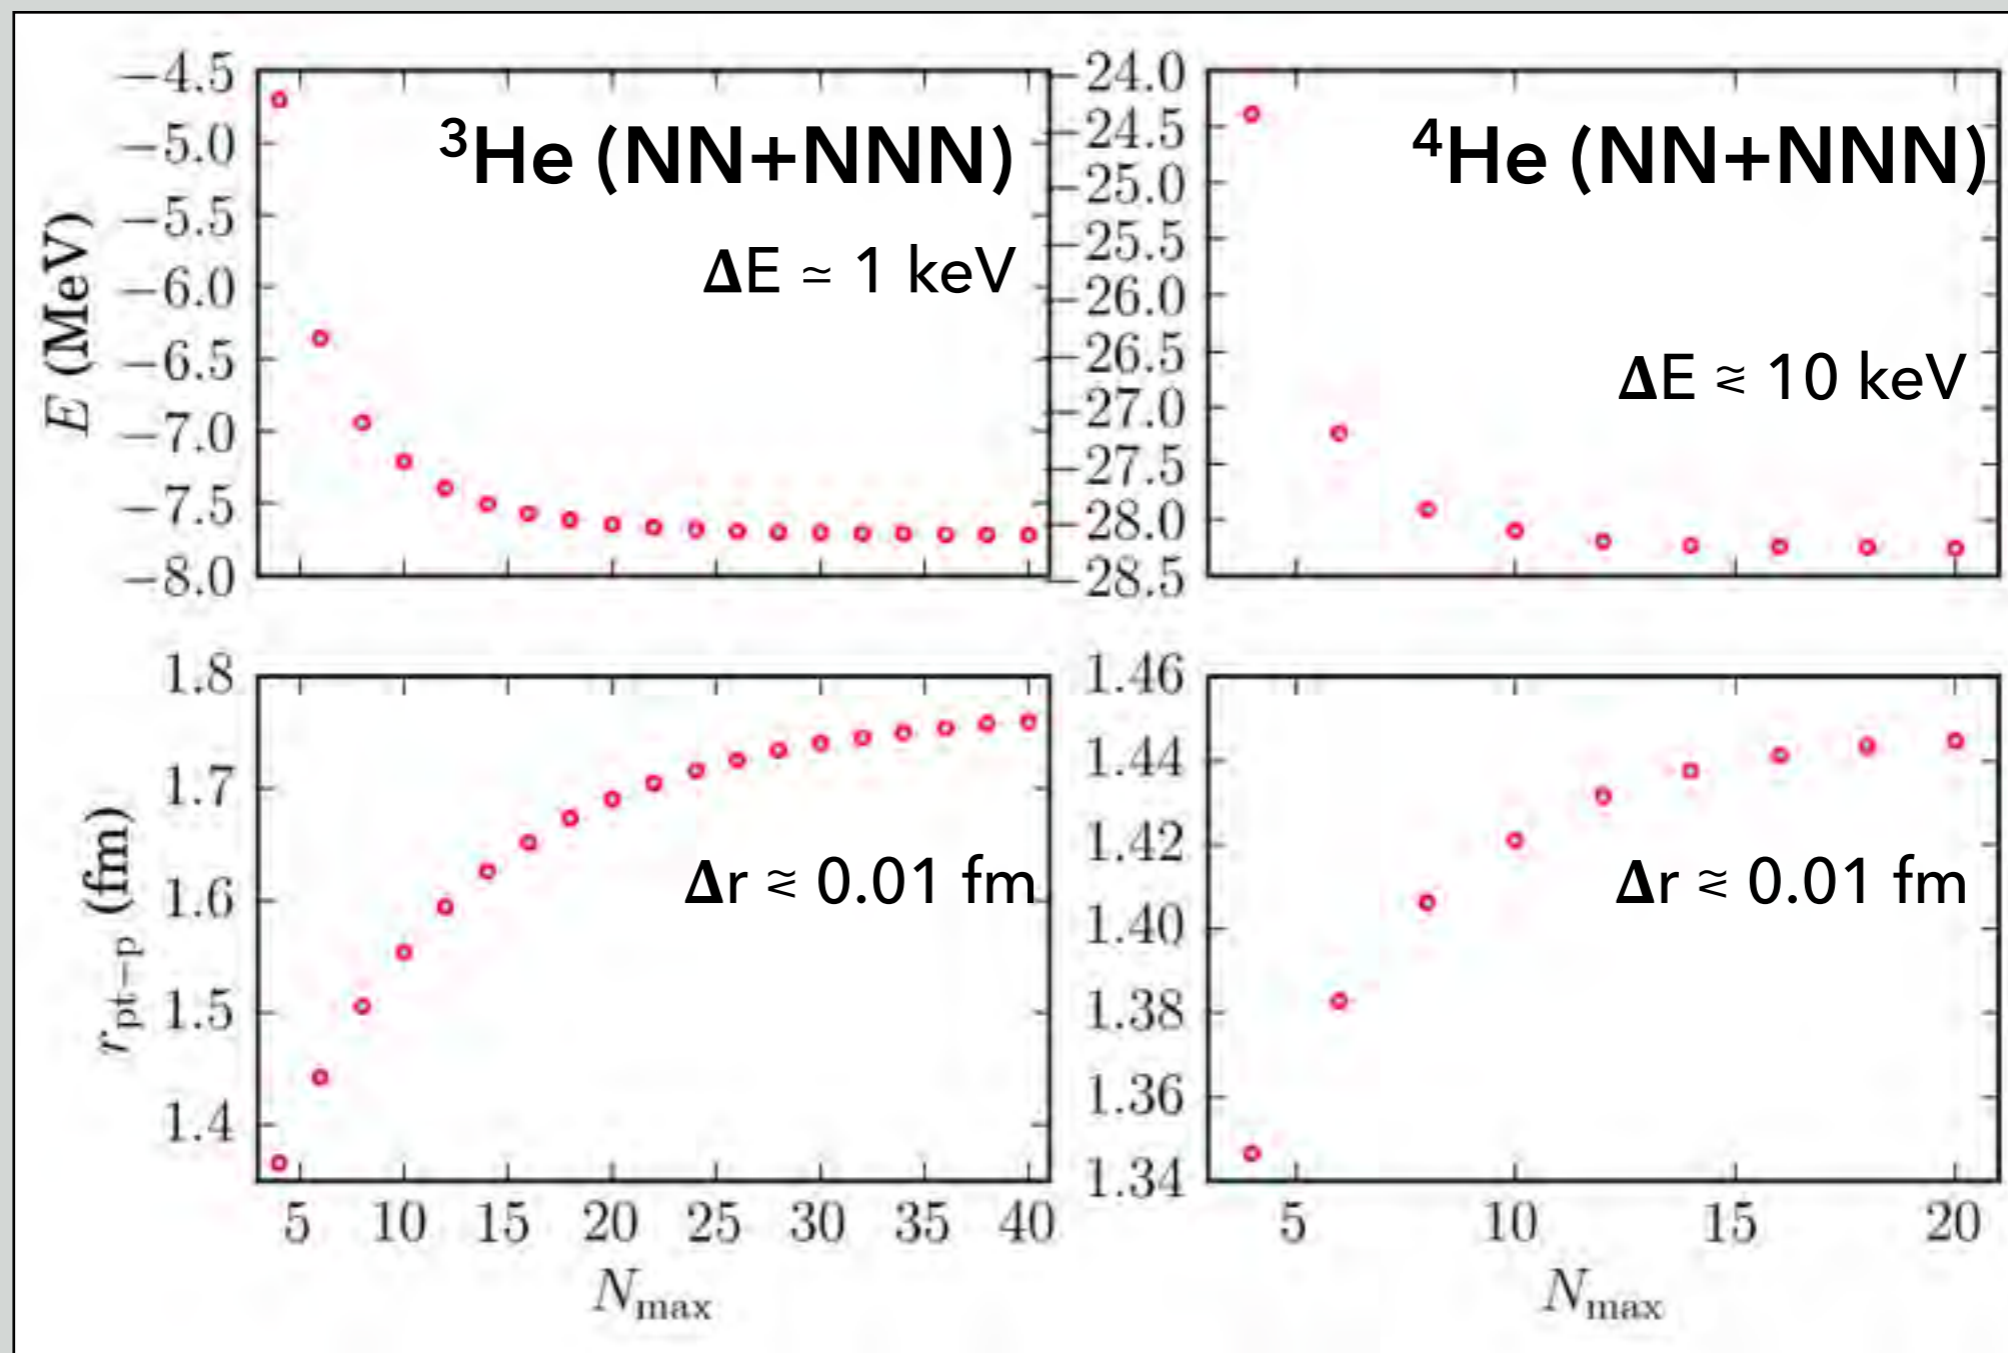 −4.5
−5.0
−5.5
−6.0
−6.5
−7.0
−7.5
−8.0
E (MeV)
³He (NN+NNN)
ΔE ≃ 1 keV
−24.0
−24.5
−25.0
−25.5
−26.0
−26.5
−27.0
−27.5
−28.0
−28.5
⁴He (NN+NNN)
ΔE ⪅ 10 keV
1.8
1.7
1.6
1.5
1.4
r_pt−p (fm)
Δr ⪅ 0.01 fm
5 10 15 20 25 30 35 40
N_max
1.46
1.44
1.42
1.40
1.38
1.36
1.34
Δr ⪅ 0.01 fm
5 10 15 20
N_max